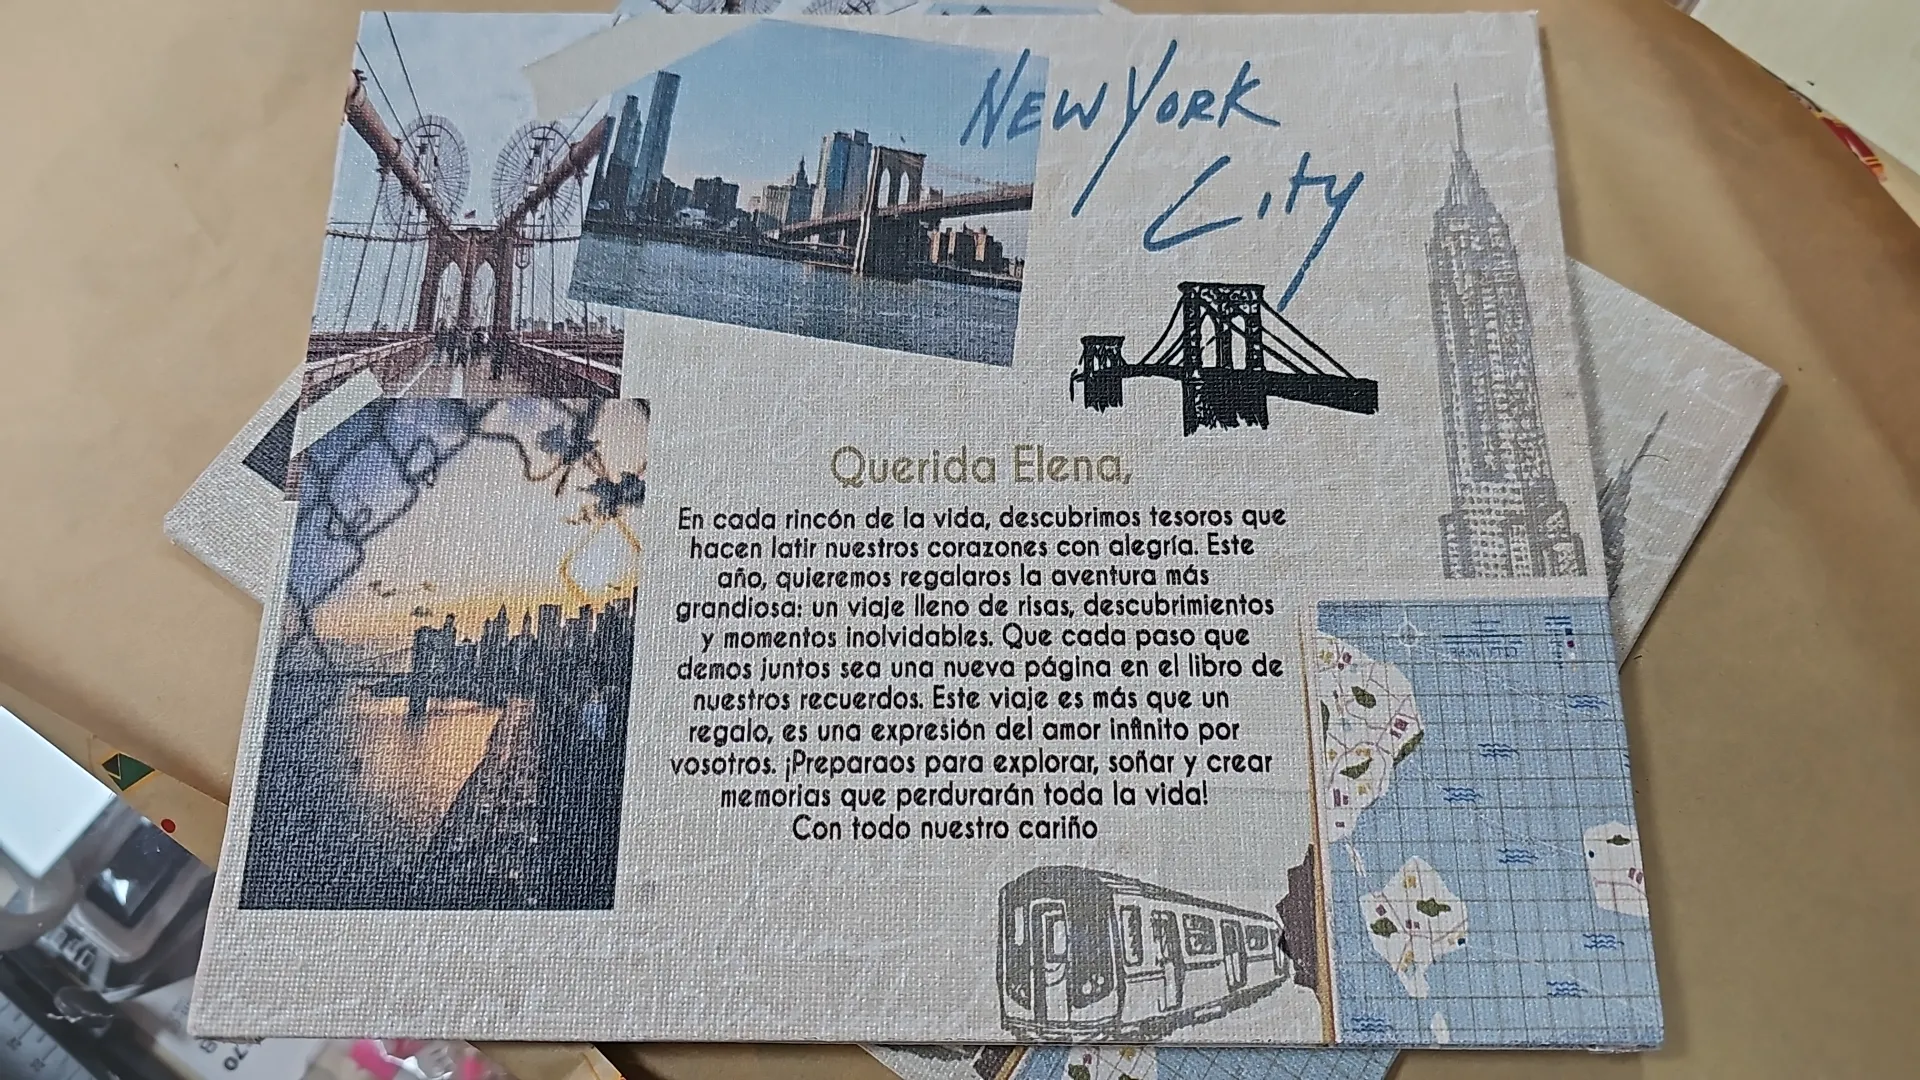 New York
City
Querida Elena,
En cada rincón de la vida, descubrimos tesoros que
hacen latir nuestros corazones con alegría. Este
año, quieremos regalaros la aventura más
grandiosa: un viaje lleno de risas, descubrimientos
y momentos inolvidables. Que cada paso que
demos juntos sea una nueva página en el libro de
nuestros recuerdos. Este viaje es más que un
regalo, es una expresión del amor infinito por
vosotros. ¡Preparaos para explorar, soñar y crear
memorias que perdurarán toda la vida!
Con todo nuestro cariño